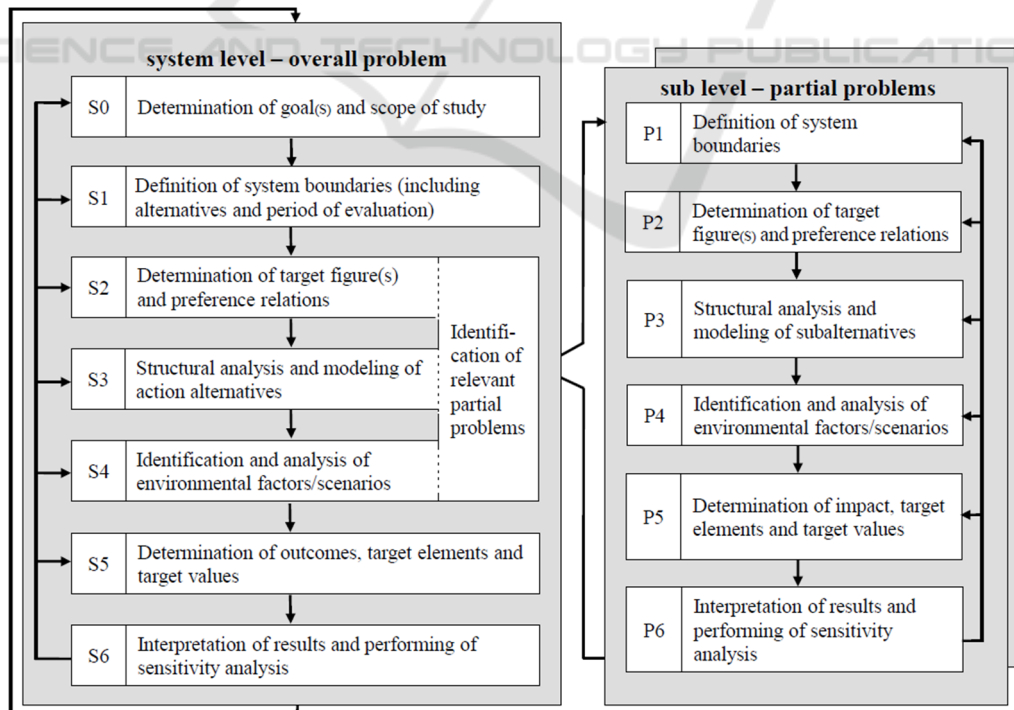 SCIENCE AND TECHNOLOGY PUBLICATIO
system level – overall problem
S0
Determination of goal(s) and scope of study
S1
Definition of system boundaries (including
alternatives and period of evaluation)
S2
Determination of target figure(s)
and preference relations
S3
Structural analysis and modeling of
action alternatives
S4
Identification and analysis of
environmental factors/scenarios
Identifi-
cation of
relevant
partial
problems
S5
Determination of outcomes, target elements and
target values
S6
Interpretation of results and performing of
sensitivity analysis
sub level – partial problems
P1
Definition of system
boundaries
P2
Determination of target
figure(s) and preference relations
P3
Structural analysis and
modeling of subalternatives
P4
Identification and analysis of
environmental factors/scenarios
P5
Determination of impact, target
elements and target values
P6
Interpretation of results and
performing of sensitivity
analysis